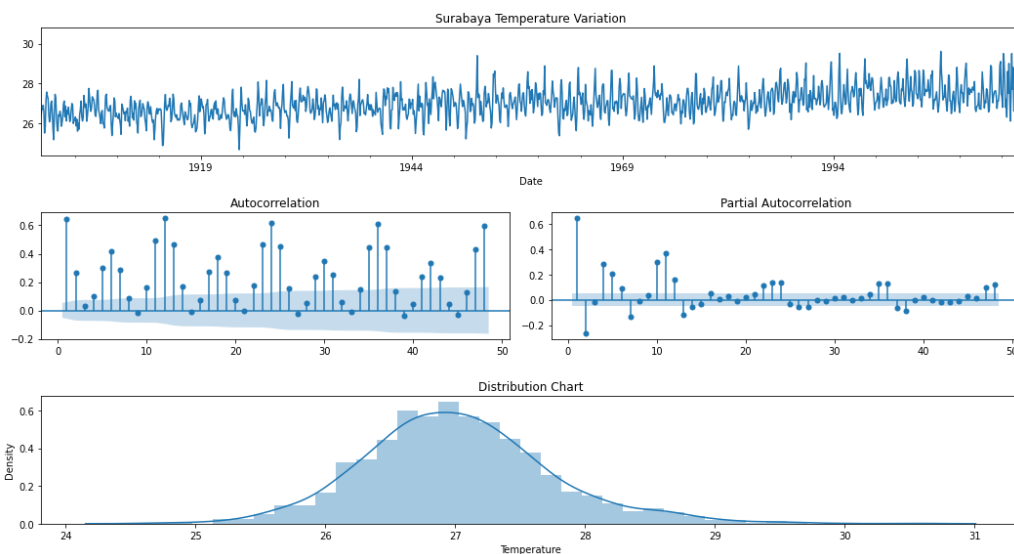 Surabaya Temperature Variation
30
28
26
1919 1944 1969 1994
Date
Autocorrelation
0.6
0.4
0.2
0.0
−0.2
0 10 20 30 40 50
Partial Autocorrelation
0.6
0.4
0.2
0.0
−0.2
0 10 20 30 40 50
Distribution Chart
0.6
0.4
0.2
0.0
Density
24 25 26 27 28 29 30 31
Temperature